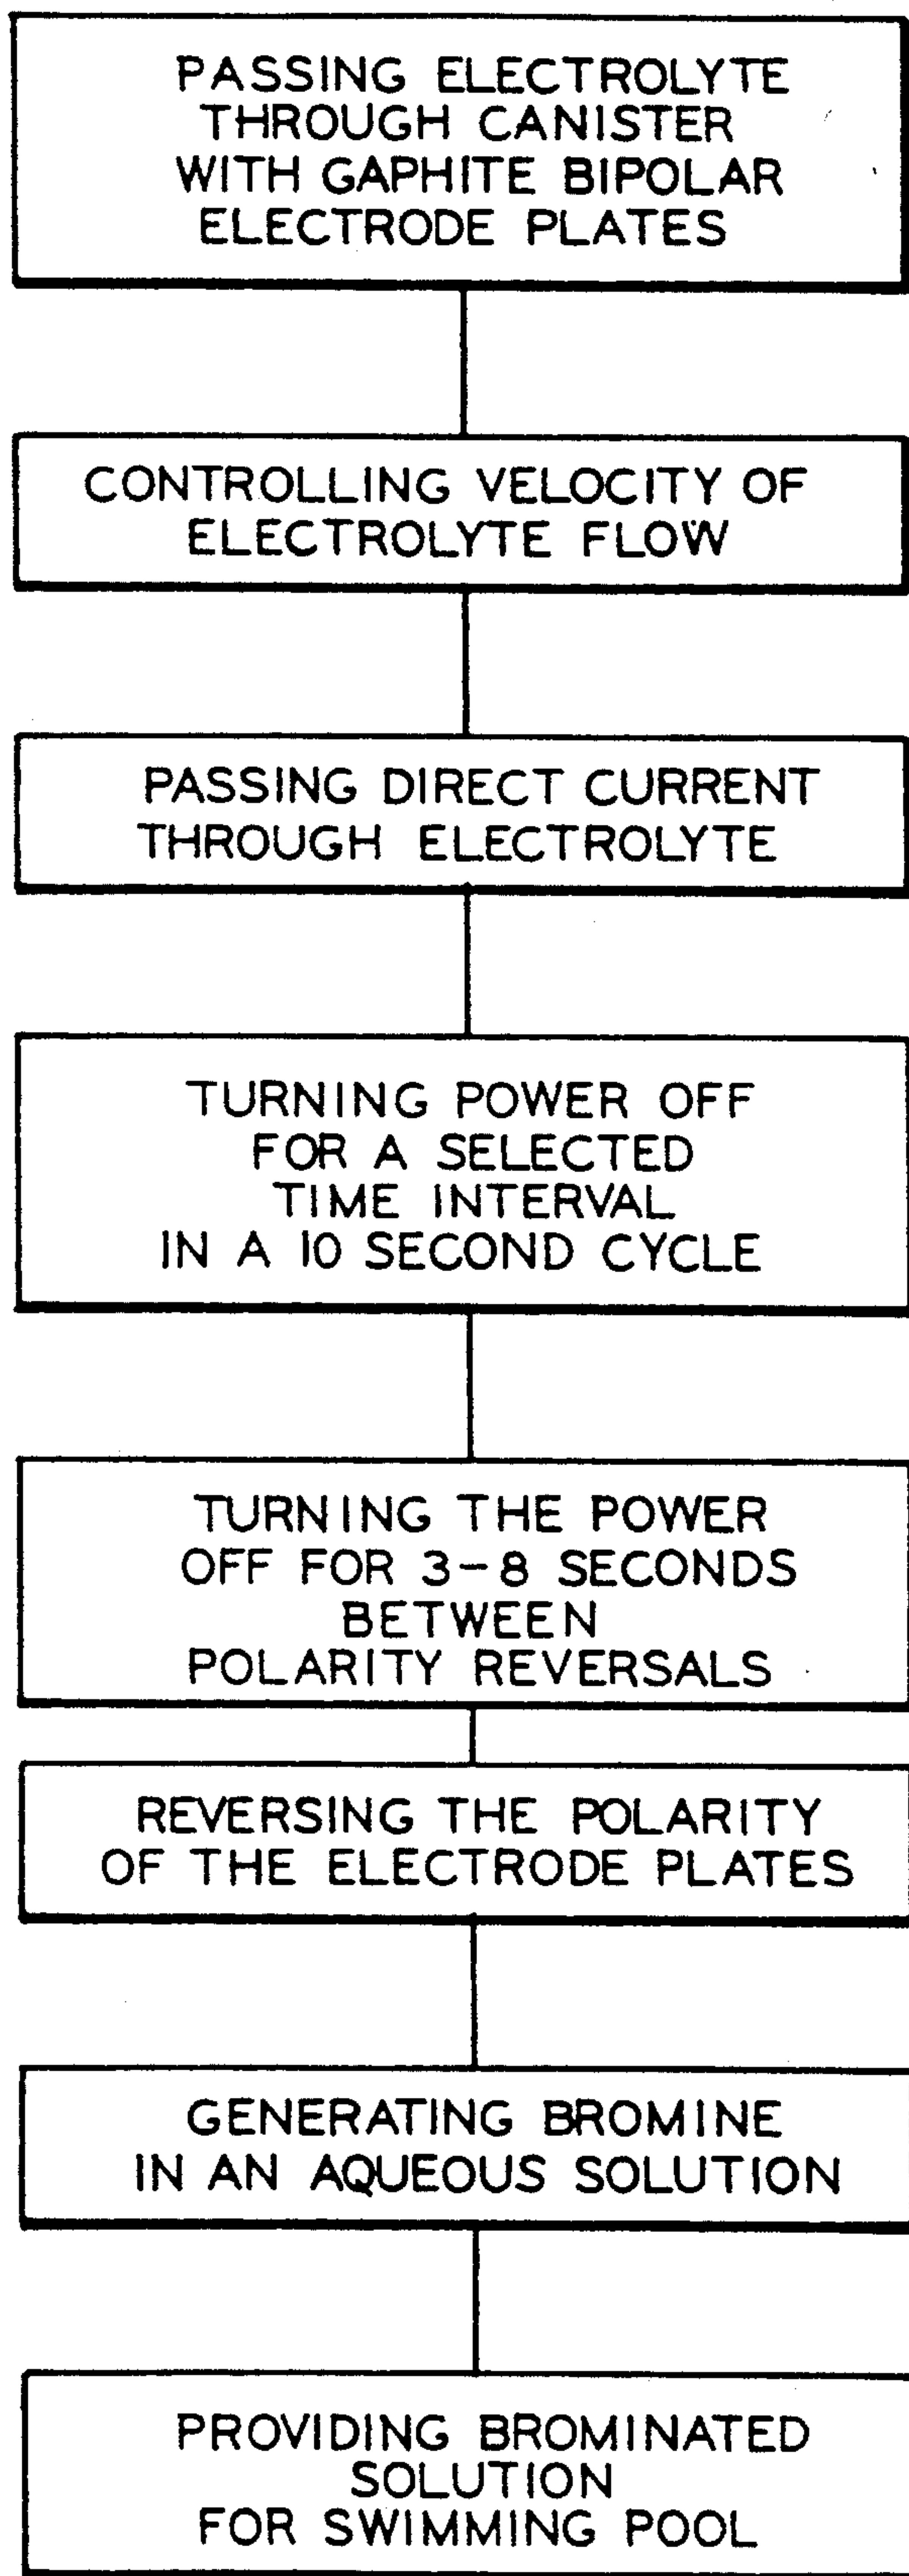 PASSING ELECTROLYTE
THROUGH CANISTER
WITH GAPHITE BIPOLAR
ELECTRODE PLATES
CONTROLLING VELOCITY OF
ELECTROLYTE FLOW
PASSING DIRECT CURRENT
THROUGH ELECTROLYTE
TURNING POWER OFF
FOR A SELECTED
TIME INTERVAL
IN A 10 SECOND CYCLE
TURNING THE POWER
OFF FOR 3-8 SECONDS
BETWEEN
POLARITY REVERSALS
REVERSING THE POLARITY
OF THE ELECTRODE PLATES
GENERATING BROMINE
IN AN AQUEOUS SOLUTION
PROVIDING BROMINATED
SOLUTION
FOR SWIMMING POOL